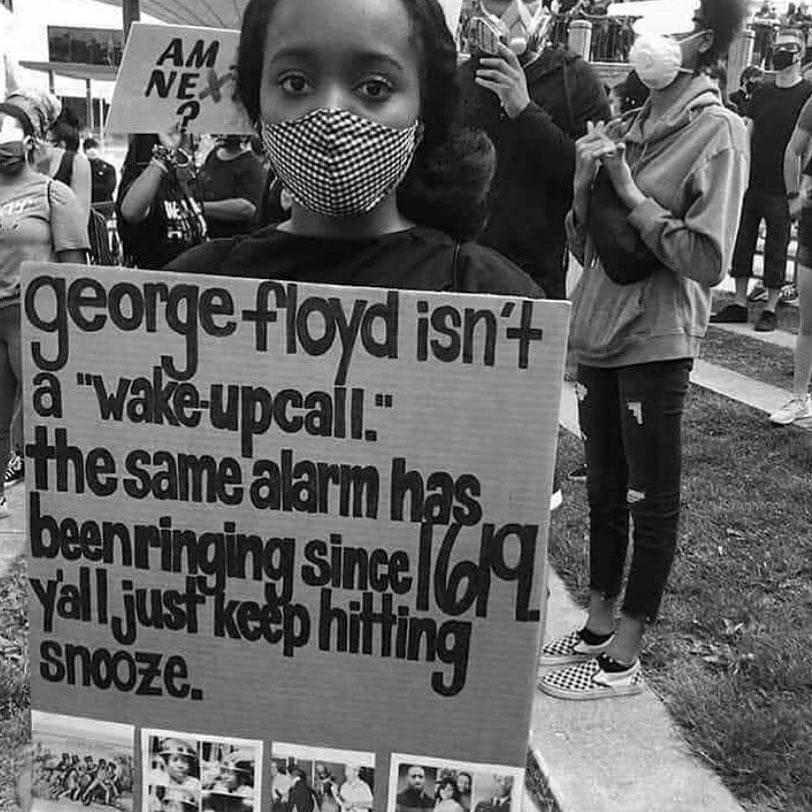 AM
NEX
?
george floyd isn't
a "wake-upcall."
the same alarm has
been ringing since 1619.
y'all just keep hitting
snooze.